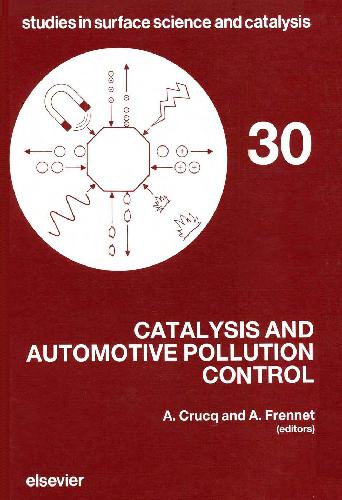 studies in surface science and catalysis
30
CATALYSIS AND
AUTOMOTIVE POLLUTION
CONTROL
A. Crucq and A. Frennet
(editors)
elsevier